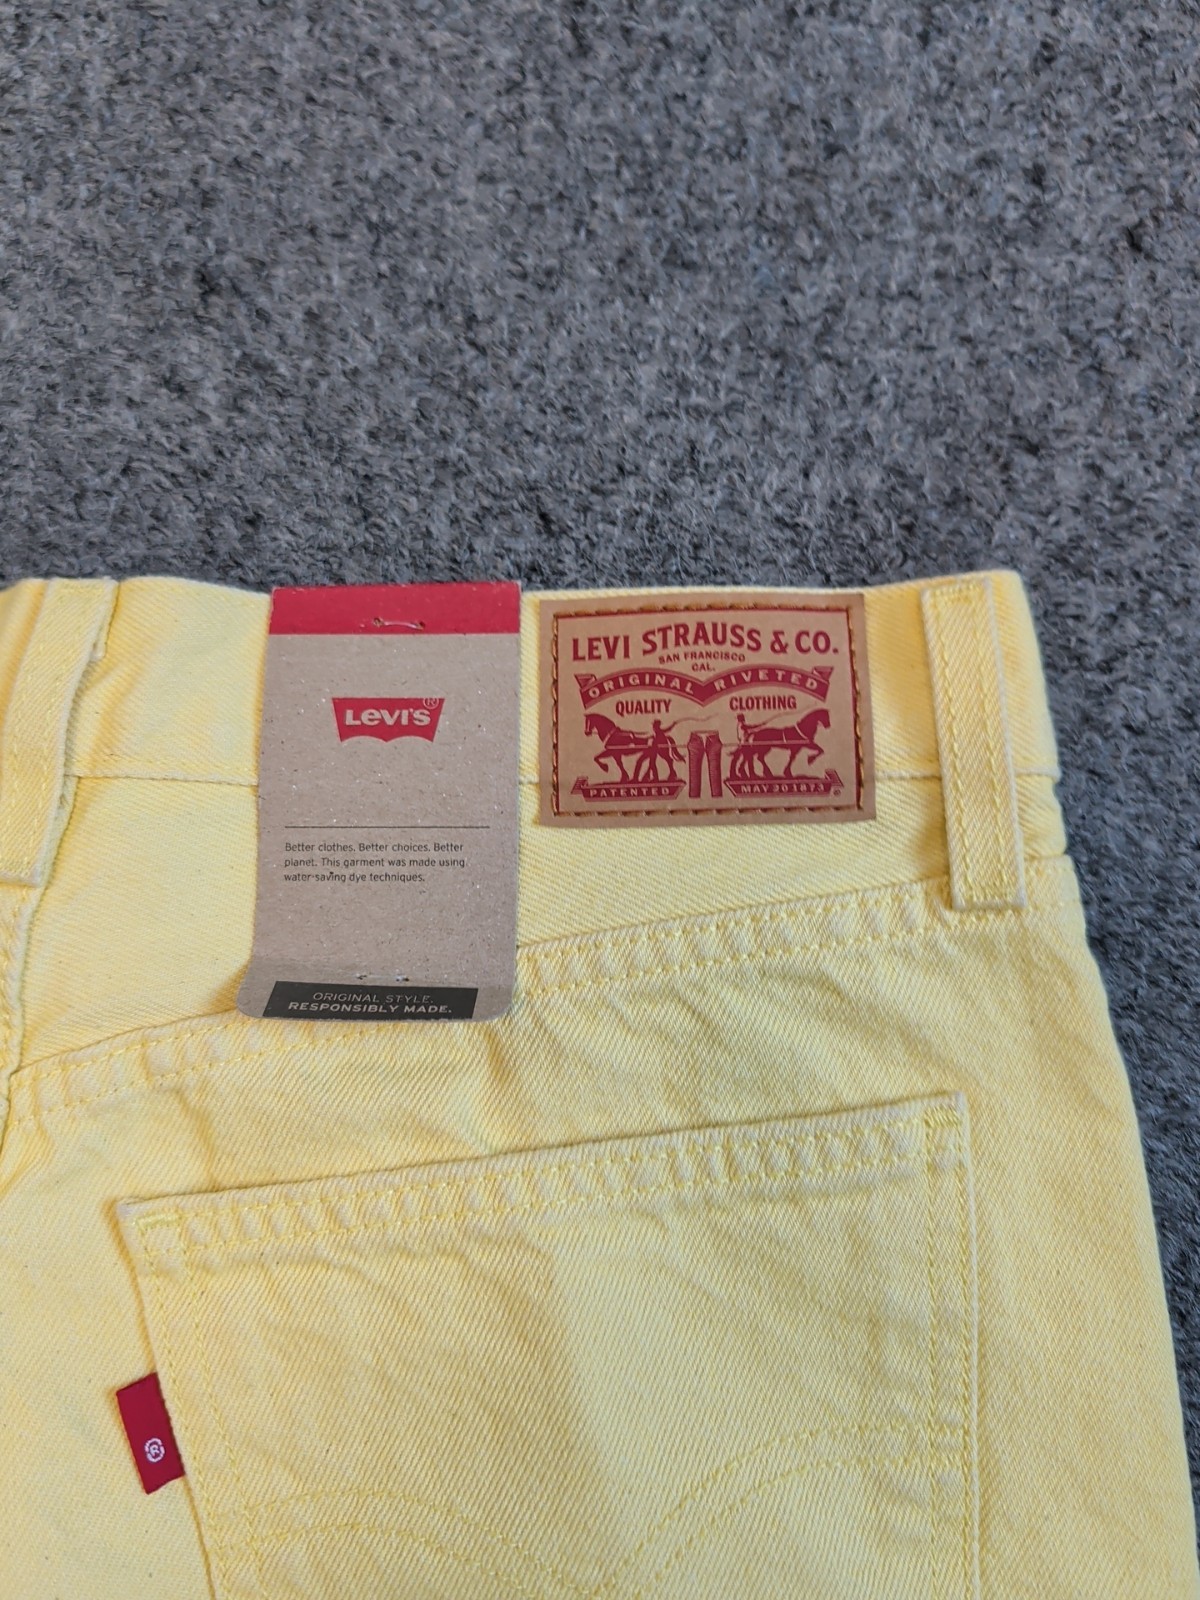 Levi's®
Better clothes. Better choices. Better
planet. This garment was made using
water-saving dye techniques.
ORIGINAL STYLE.
RESPONSIBLY MADE.
LEVI STRAUSS & CO.
SAN FRANCISCO
CAL.
ORIGINAL RIVETED
QUALITY CLOTHING
PATENTED MAY 20 1873 ®
®